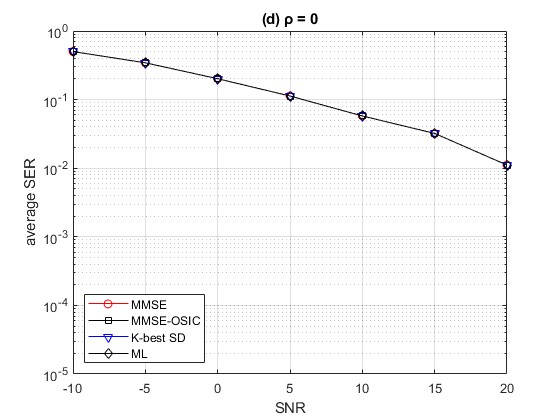 (d) ρ = 0
10^0
10^-1
10^-2
10^-3
10^-4
10^-5
average SER
MMSE
MMSE-OSIC
K-best SD
ML
-10 -5 0 5 10 15 20
SNR